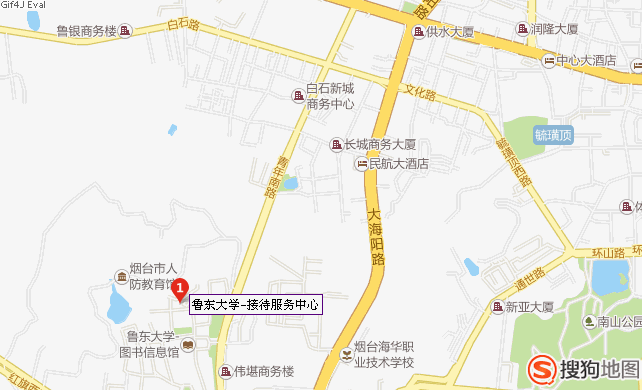 Gif4J Eval
鲁银商务楼
白石路
供水大厦
润隆大厦
中心大酒店
白石新城
商务中心
文化路
长城商务大厦
民航大酒店
毓璜顶
毓璜顶西路
青年南路
大海阳路
环山路
通世路
烟台市人
防教育馆
1
鲁东大学-接待服务中心
新亚大厦
南山公园
鲁东大学-
图书信息馆
烟台海华职
业技术学校
伟堪商务楼
红旗西
S 搜狗地图